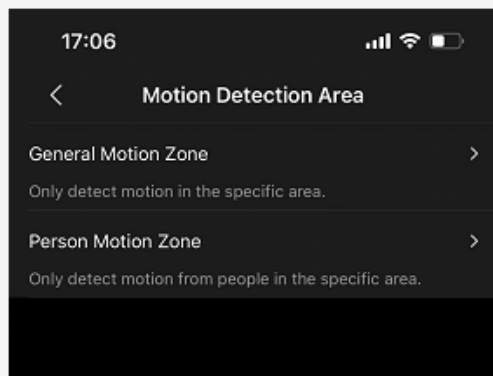 17:06
Motion Detection Area
General Motion Zone
Only detect motion in the specific area.
Person Motion Zone
Only detect motion from people in the specific area.